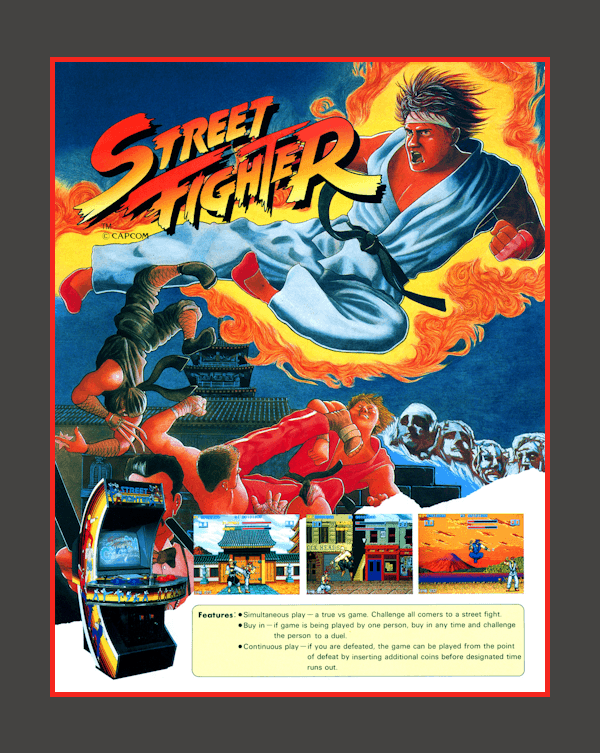 STREET
FIGHTER
TM
© CAPCOM
STREET
Features: ● Simultaneous play — a true vs game. Challenge all comers to a street fight.
● Buy in — if game is being played by one person, buy in any time and challenge
the person to a duel.
● Continuous play — if you are defeated, the game can be played from the point
of defeat by inserting additional coins before designated time
runs out.